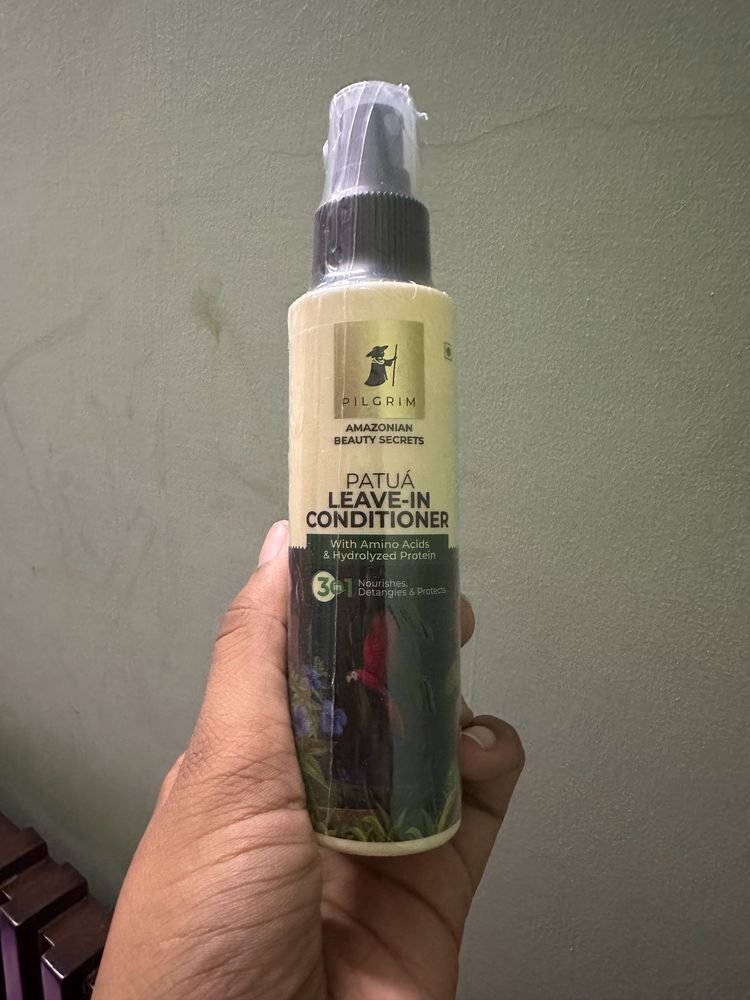 PILGRIM
AMAZONIAN
BEAUTY SECRETS
PATUÁ
LEAVE-IN
CONDITIONER
With Amino Acids
& Hydrolyzed Protein
3in1 Nourishes,
Detangles & Protects